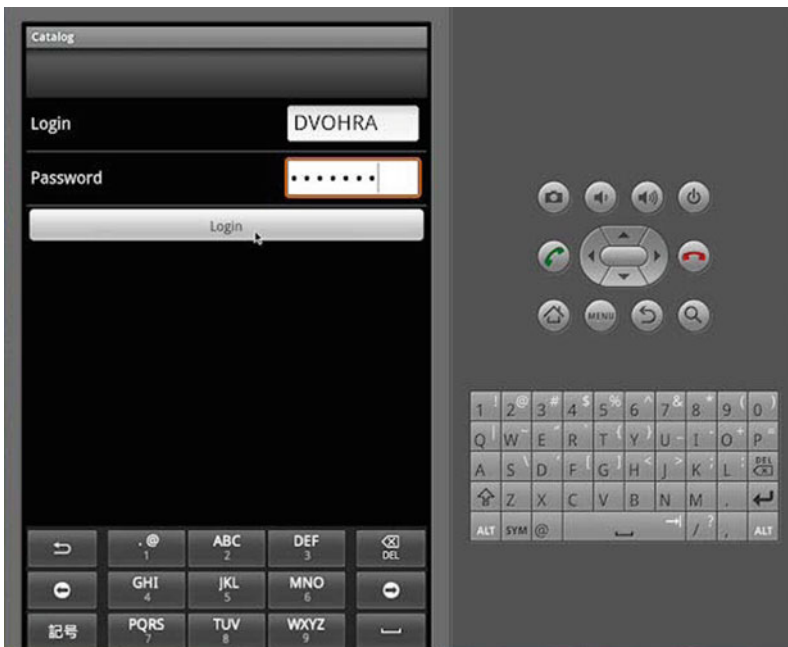 Catalog
Login DVOHRA
Password •••••••
Login
MENU
1 ! 2 @ 3 # 4 $ 5 % 6 ^ 7 & 8 * 9 ( 0 )
Q | W ~ E R T { Y } U - I O + P =
A S \ D F [ G ] H < J > K ; L : DEL
Z X C V B N M .
ALT SYM @ / ? , ALT
. @ ABC DEF DEL
1 2 3
GHI JKL MNO
4 5 6
記号 PQRS TUV WXYZ
7 8 9